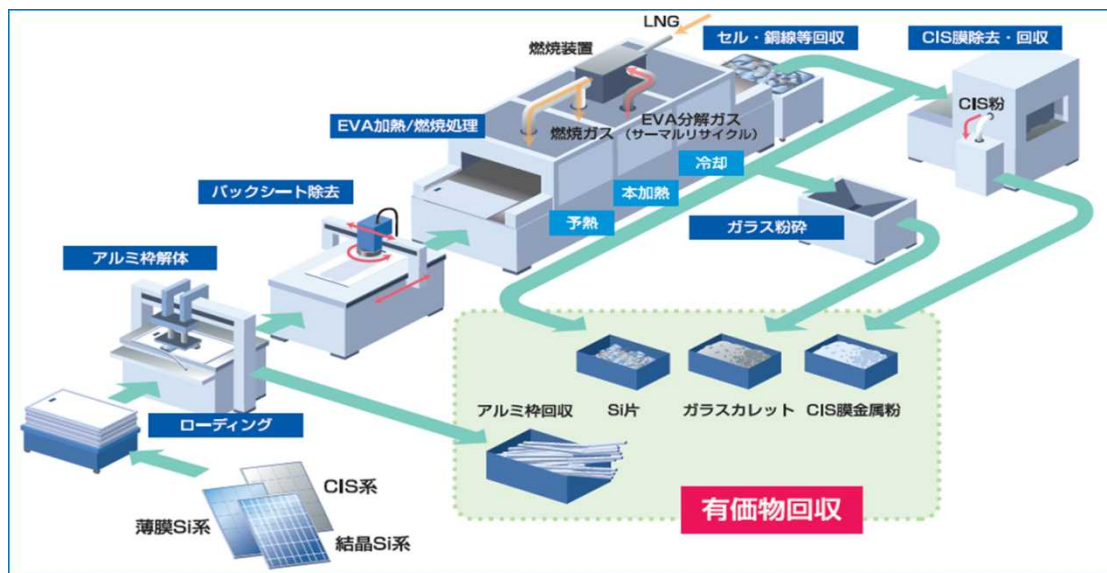 LNG
燃焼装置
セル・銅線等回収
CIS膜除去・回収
CIS粉
EVA加熱/燃焼処理
燃焼ガス
EVA分解ガス
(サーマルリサイクル)
冷却
本加熱
予熱
バックシート除去
ガラス粉砕
アルミ枠解体
ローディング
アルミ枠回収
Si片
ガラスカレット
CIS膜金属粉
CIS系
薄膜Si系
結晶Si系
有価物回収